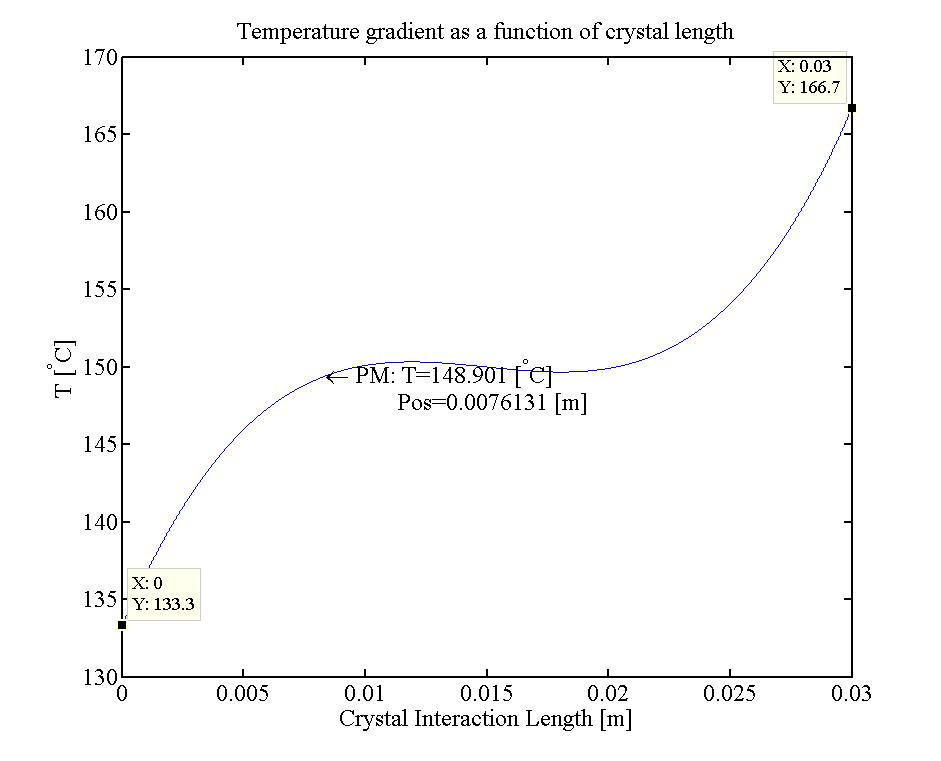 Temperature gradient as a function of crystal length
170
165
160
155
150
145
140
135
130
T [°C]
X: 0.03
Y: 166.7
← PM: T=148.901 [°C]
Pos=0.0076131 [m]
X: 0
Y: 133.3
0 0.005 0.01 0.015 0.02 0.025 0.03
Crystal Interaction Length [m]